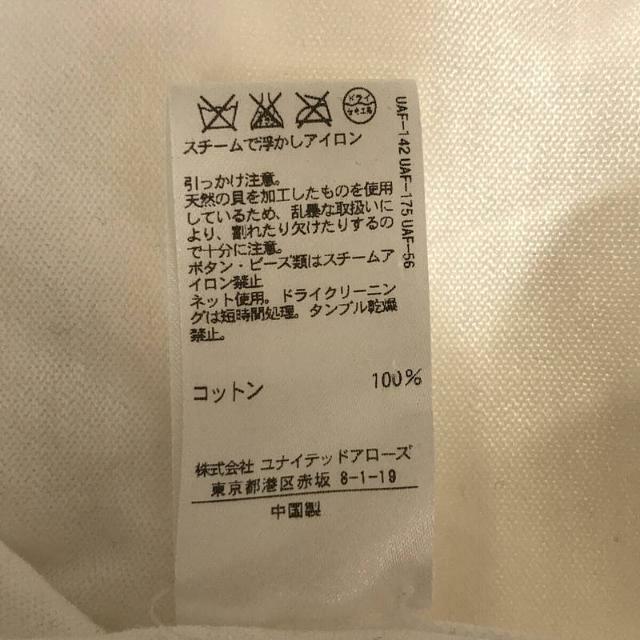 ドライ
セキユ系
スチームで浮かしアイロン
引っかけ注意。
天然の貝を加工したものを使用
しているため、乱暴な取扱いに
より、割れたり欠けたりするの
で十分に注意。
ボタン・ビーズ類はスチームア
イロン禁止
ネット使用。ドライクリーニン
グは短時間処理。タンブル乾燥
禁止。
コットン 100%
株式会社 ユナイテッドアローズ
東京都港区赤坂 8-1-19
中国製
UAF-142 UAF-175 UAF-56